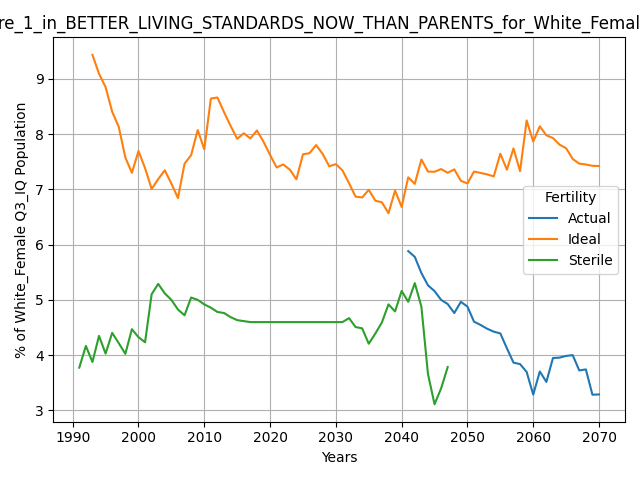 re_1_in_BETTER_LIVING_STANDARDS_NOW_THAN_PARENTS_for_White_Femal
% of White_Female Q3_IQ Population
9
8
7
6
5
4
3
Fertility
Actual
Ideal
Sterile
1990 2000 2010 2020 2030 2040 2050 2060 2070
Years